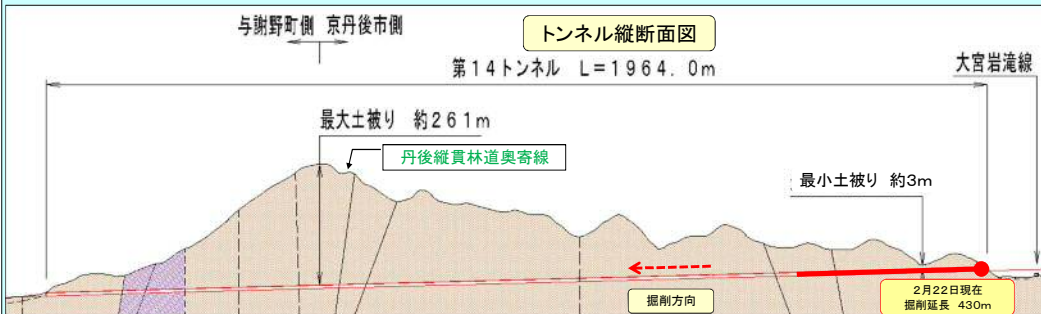 与謝野町側 京丹後市側
トンネル縦断面図
第14トンネル L=1964.0m
大宮岩滝線
最大土被り 約261m
丹後縦貫林道奥寄線
最小土被り 約3m
掘削方向
2月22日現在
掘削延長 430m